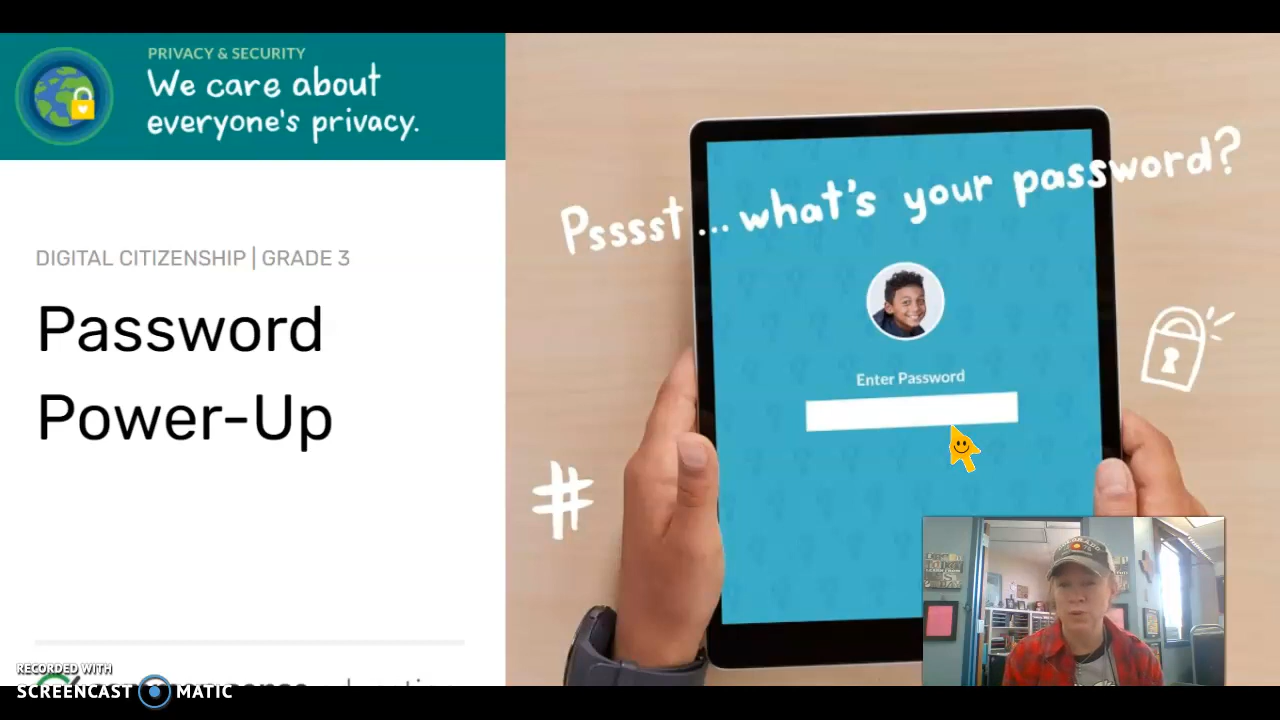 PRIVACY & SECURITY
We care about
everyone's privacy.
DIGITAL CITIZENSHIP | GRADE 3
Password
Power-Up
Psssst...what's your password?
Enter Password
#
RECORDED WITH
SCREENCAST MATIC